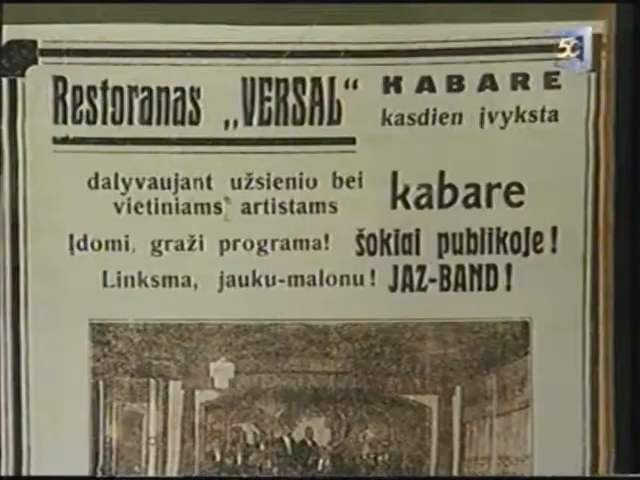 Restoranas „VERSAL“ KABARE
kasdien įvyksta
dalyvaujant užsienio bei
vietiniams artistams kabare
Įdomi, graži programa! šokiai publikoje!
Linksma, jauku-malonu! JAZ-BAND!